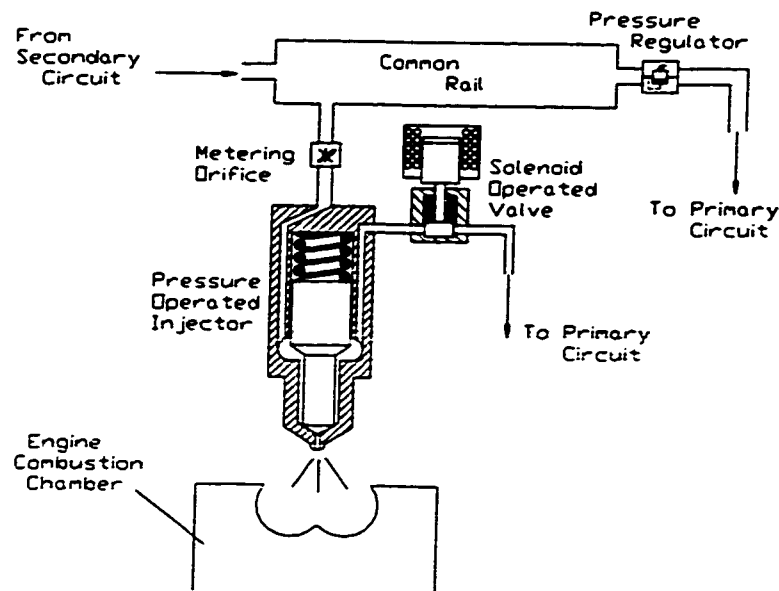 From
Secondary
Circuit
Common
Rail
Pressure
Regulator
Metering
Orifice
Solenoid
Operated
Valve
To Primary
Circuit
Pressure
Operated
Injector
To Primary
Circuit
Engine
Combustion
Chamber